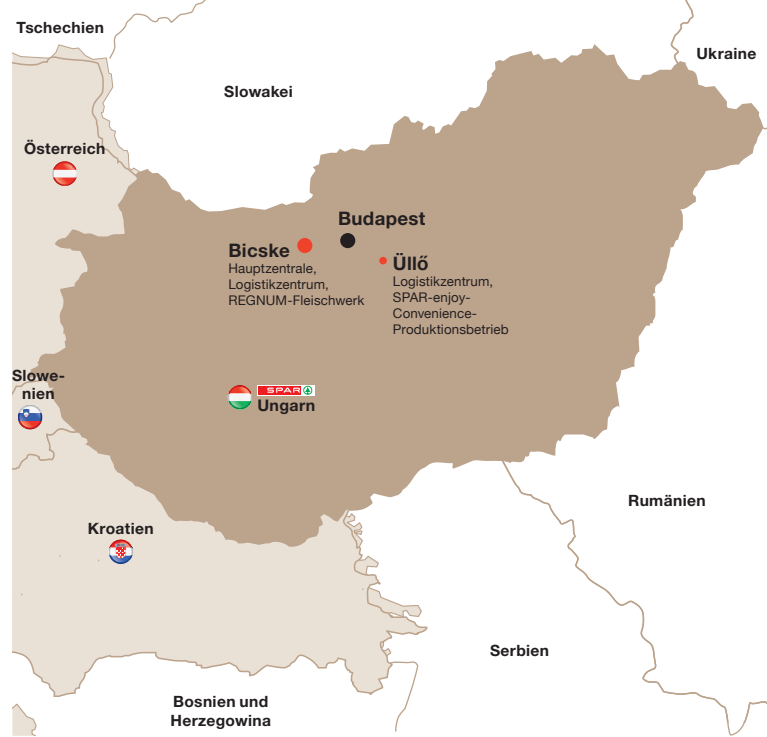 Tschechien
Ukraine
Slowakei
Österreich
Budapest
Bicske
Hauptzentrale,
Logistikzentrum,
REGNUM-Fleischwerk
Üllő
Logistikzentrum,
SPAR-enjoy-
Convenience-
Produktionsbetrieb
Slowe-
nien
SPAR
Ungarn
Rumänien
Kroatien
Serbien
Bosnien und
Herzegowina